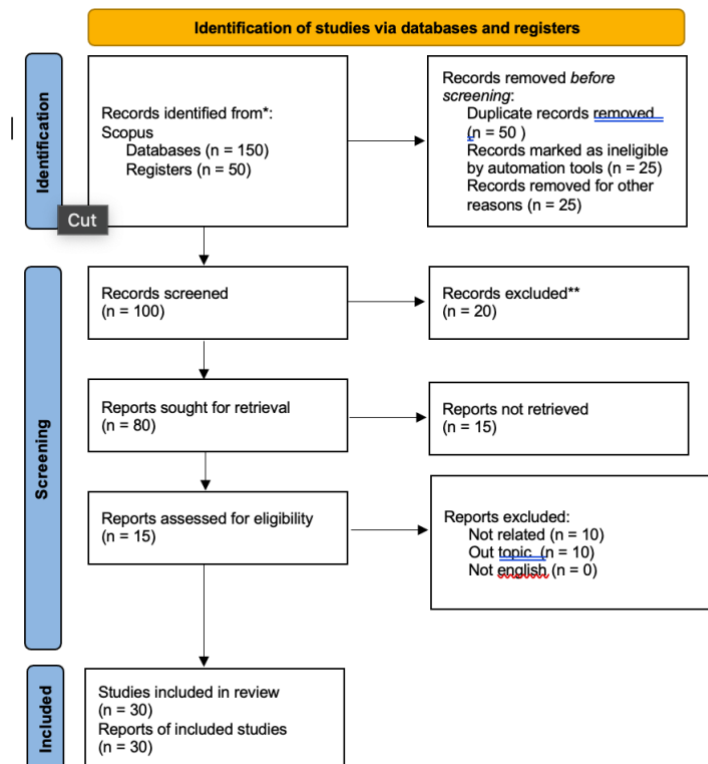 Identification of studies via databases and registers
Identification
Records identified from*:
Scopus
Databases (n = 150)
Registers (n = 50)
Records removed before
screening:
Duplicate records removed
(n = 50 )
Records marked as ineligible
by automation tools (n = 25)
Records removed for other
reasons (n = 25)
Cut
Screening
Records screened
(n = 100)
Records excluded**
(n = 20)
Reports sought for retrieval
(n = 80)
Reports not retrieved
(n = 15)
Reports assessed for eligibility
(n = 15)
Reports excluded:
Not related (n = 10)
Out topic (n = 10)
Not english (n = 0)
Included
Studies included in review
(n = 30)
Reports of included studies
(n = 30)